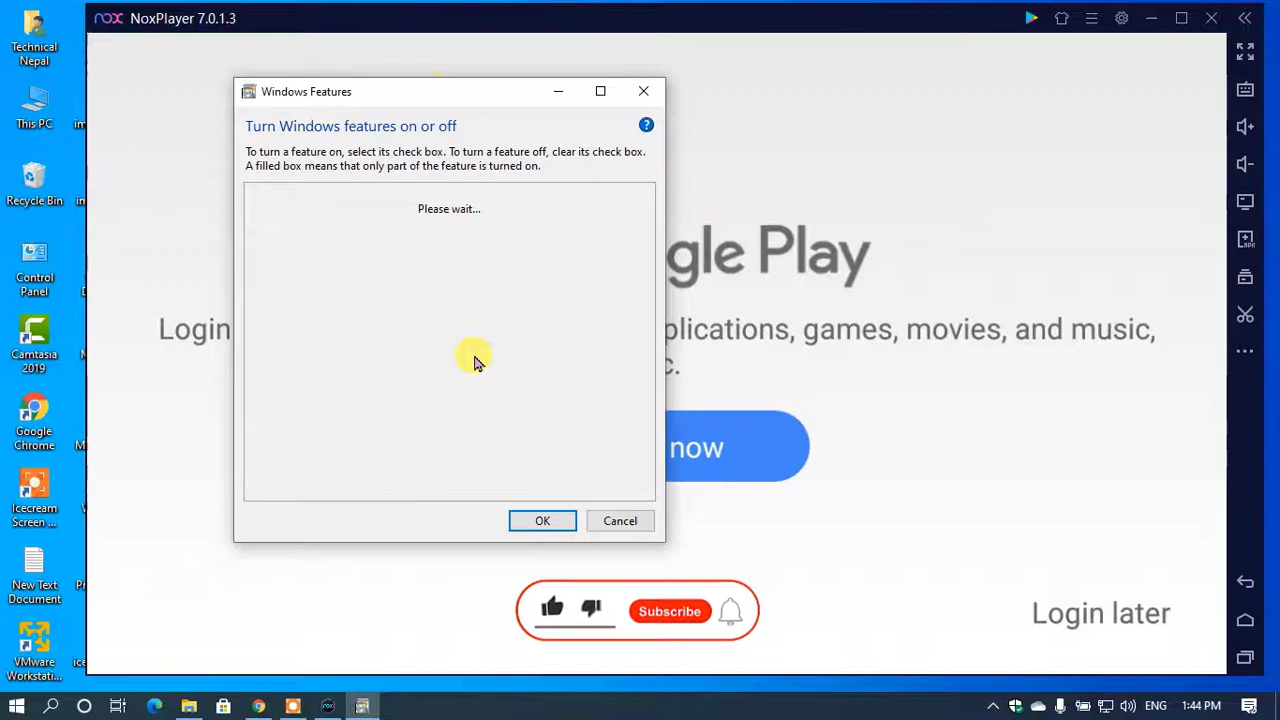 Technical
Nepal
This PC
Recycle Bin
Control
Panel
Camtasia
2019
Google
Chrome
Icecream
Screen ...
New Text
Document
VMware
Workstati...
nox NoxPlayer 7.0.1.3
Windows Features
Turn Windows features on or off
To turn a feature on, select its check box. To turn a feature off, clear its check box.
A filled box means that only part of the feature is turned on.
Please wait...
OK
Cancel
gle Play
Login
plications, games, movies, and music,
c.
now
Subscribe
Login later
ENG
1:44 PM